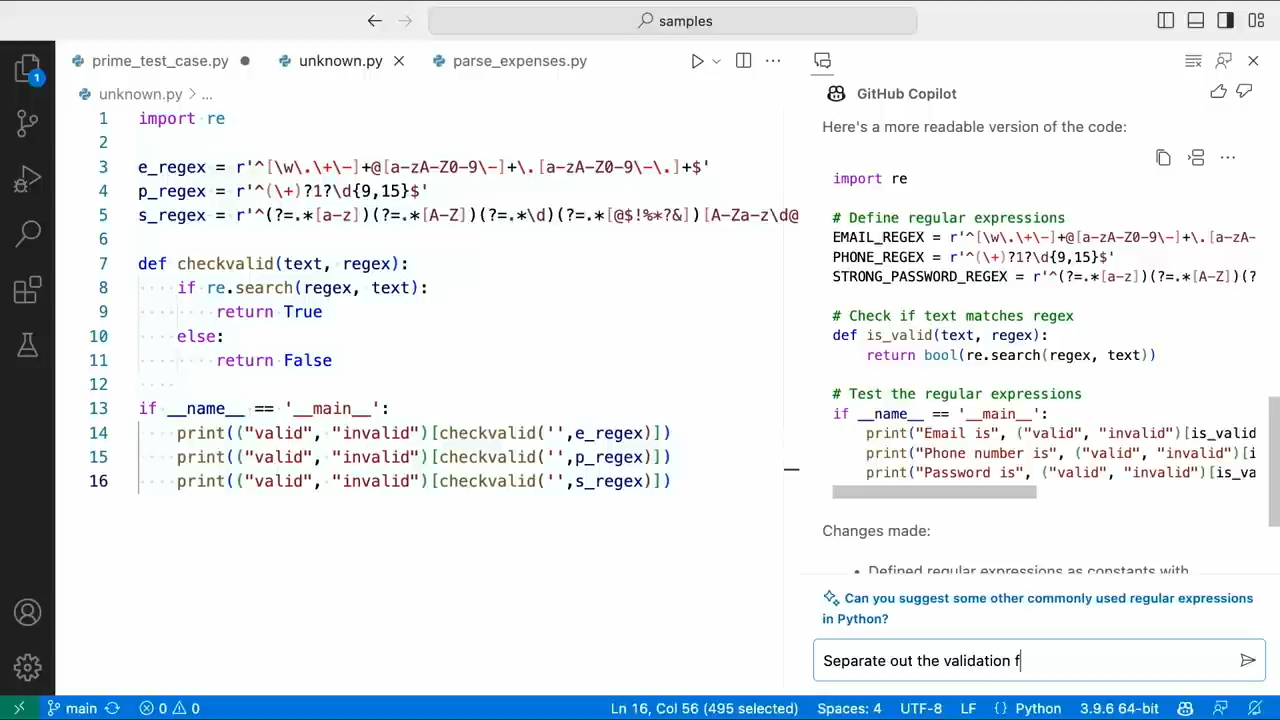 samples
prime_test_case.py
unknown.py
parse_expenses.py
1
unknown.py > ...
1 import re
2
3 e_regex = r'^[\w\.\+\-]+@[a-zA-Z0-9\-]+\.[a-zA-Z0-9\-\.]+$'
4 p_regex = r'^(\+)?1?\d{9,15}$'
5 s_regex = r'^(?=.*[a-z])(?=.*[A-Z])(?=.*\d)(?=.*[@$!%*?&])[A-Za-z\d@
6
7 def checkvalid(text, regex):
8 if re.search(regex, text):
9 return True
10 else:
11 return False
12
13 if __name__ == '__main__':
14 print(("valid", "invalid")[checkvalid('',e_regex)])
15 print(("valid", "invalid")[checkvalid('',p_regex)])
16 print(("valid", "invalid")[checkvalid('',s_regex)])
GitHub Copilot
Here's a more readable version of the code:
import re
# Define regular expressions
EMAIL_REGEX = r'^[\w\.\+\-]+@[a-zA-Z0-9\-]+\.[a-zA-
PHONE_REGEX = r'^(\+)?1?\d{9,15}$'
STRONG_PASSWORD_REGEX = r'^(?=.*[a-z])(?=.*[A-Z])(?
# Check if text matches regex
def is_valid(text, regex):
return bool(re.search(regex, text))
# Test the regular expressions
if __name__ == '__main__':
print("Email is", ("valid", "invalid")[is_valid
print("Phone number is", ("valid", "invalid")[i
print("Password is", ("valid", "invalid")[is_va
Changes made:
• Defined regular expressions as constants with
Can you suggest some other commonly used regular expressions
in Python?
Separate out the validation f
main
0 0
Ln 16, Col 56 (495 selected)
Spaces: 4
UTF-8
LF
{ } Python
3.9.6 64-bit